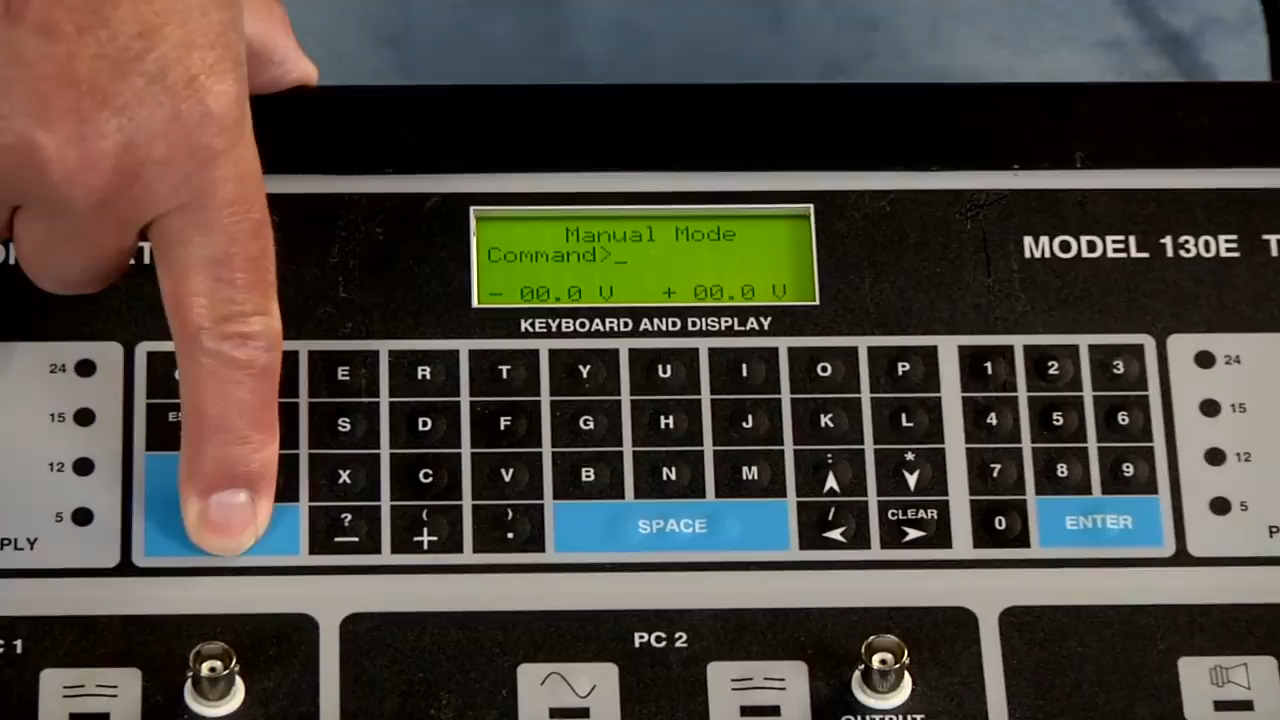 Manual Mode
Command>_
- 00.0 V + 00.0 V
MODEL 130E
KEYBOARD AND DISPLAY
24
15
12
5
E R T Y U I O P 1 2 3
S D F G H J K L 4 5 6
X C V B N M : * 7 8 9
? _ ( + ) . SPACE / CLEAR 0 ENTER
24
15
12
5
PC 2
OUTPUT